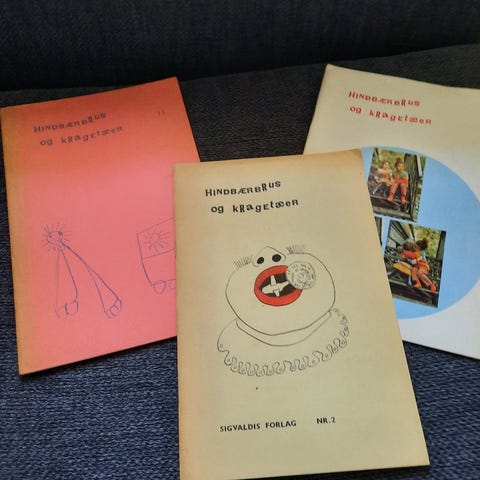 HINDBÆRBRUS 11
og KRAGETÆER
HINDBÆRBRUS
og KRAGETÆER
SIGVALDIS FORLAG NR.2
HINDBÆRBRUS
og KRAGETÆER